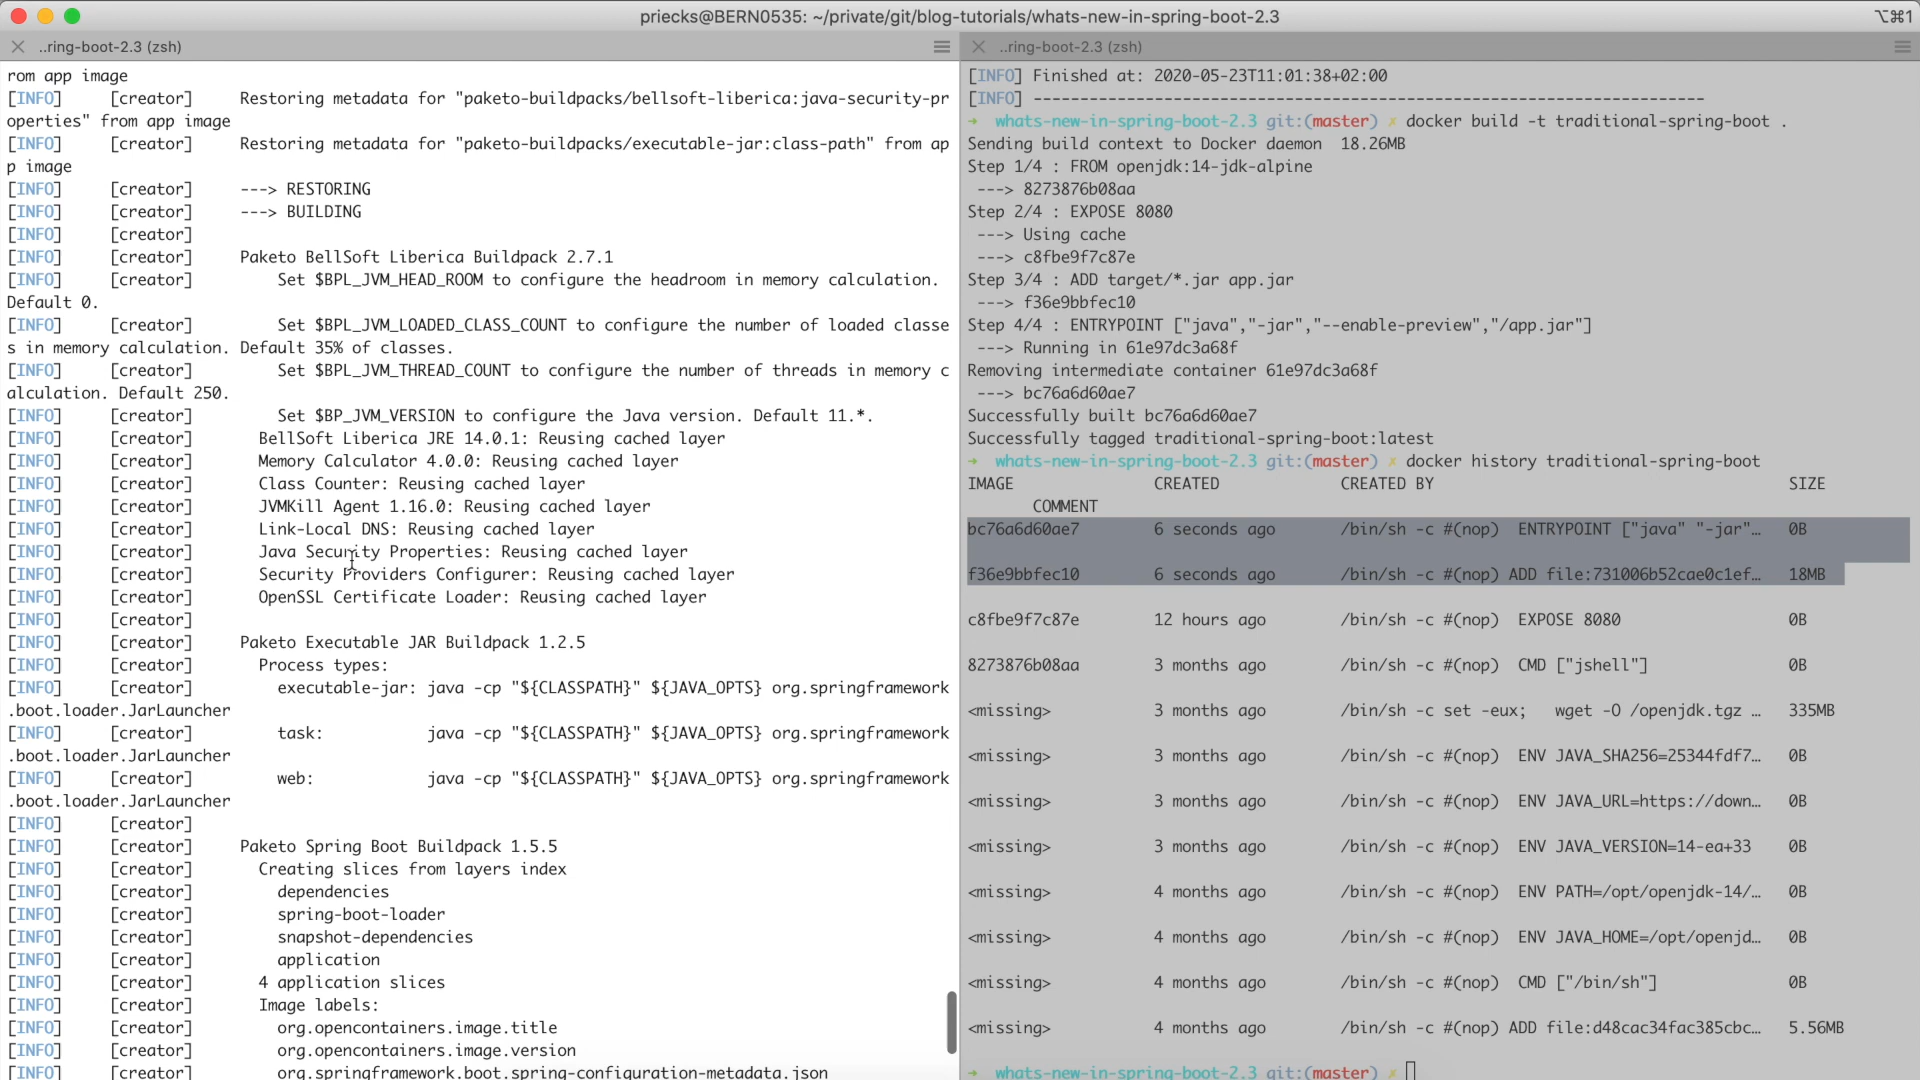 priecks@BERN0535: ~/private/git/blog-tutorials/whats-new-in-spring-boot-2.3
⌥⌘1
..ring-boot-2.3 (zsh)
rom app image
[INFO]     [creator]     Restoring metadata for "paketo-buildpacks/bellsoft-liberica:java-security-pr
operties" from app image
[INFO]     [creator]     Restoring metadata for "paketo-buildpacks/executable-jar:class-path" from ap
p image
[INFO]     [creator]     ---> RESTORING
[INFO]     [creator]     ---> BUILDING
[INFO]     [creator]
[INFO]     [creator]     Paketo BellSoft Liberica Buildpack 2.7.1
[INFO]     [creator]         Set $BPL_JVM_HEAD_ROOM to configure the headroom in memory calculation.
Default 0.
[INFO]     [creator]         Set $BPL_JVM_LOADED_CLASS_COUNT to configure the number of loaded classe
s in memory calculation. Default 35% of classes.
[INFO]     [creator]         Set $BPL_JVM_THREAD_COUNT to configure the number of threads in memory c
alculation. Default 250.
[INFO]     [creator]         Set $BP_JVM_VERSION to configure the Java version. Default 11.*.
[INFO]     [creator]       BellSoft Liberica JRE 14.0.1: Reusing cached layer
[INFO]     [creator]       Memory Calculator 4.0.0: Reusing cached layer
[INFO]     [creator]       Class Counter: Reusing cached layer
[INFO]     [creator]       JVMKill Agent 1.16.0: Reusing cached layer
[INFO]     [creator]       Link-Local DNS: Reusing cached layer
[INFO]     [creator]       Java Security Properties: Reusing cached layer
[INFO]     [creator]       Security Providers Configurer: Reusing cached layer
[INFO]     [creator]       OpenSSL Certificate Loader: Reusing cached layer
[INFO]     [creator]
[INFO]     [creator]     Paketo Executable JAR Buildpack 1.2.5
[INFO]     [creator]       Process types:
[INFO]     [creator]         executable-jar: java -cp "${CLASSPATH}" ${JAVA_OPTS} org.springframework
.boot.loader.JarLauncher
[INFO]     [creator]         task:           java -cp "${CLASSPATH}" ${JAVA_OPTS} org.springframework
.boot.loader.JarLauncher
[INFO]     [creator]         web:            java -cp "${CLASSPATH}" ${JAVA_OPTS} org.springframework
.boot.loader.JarLauncher
[INFO]     [creator]
[INFO]     [creator]     Paketo Spring Boot Buildpack 1.5.5
[INFO]     [creator]       Creating slices from layers index
[INFO]     [creator]         dependencies
[INFO]     [creator]         spring-boot-loader
[INFO]     [creator]         snapshot-dependencies
[INFO]     [creator]         application
[INFO]     [creator]       4 application slices
[INFO]     [creator]       Image labels:
[INFO]     [creator]         org.opencontainers.image.title
[INFO]     [creator]         org.opencontainers.image.version
[INFO]     [creator]         org.springframework.boot.spring-configuration-metadata.json
..ring-boot-2.3 (zsh)
[INFO] Finished at: 2020-05-23T11:01:38+02:00
[INFO] ------------------------------------------------------------------------
➜  whats-new-in-spring-boot-2.3 git:(master) ✗ docker build -t traditional-spring-boot .
Sending build context to Docker daemon  18.26MB
Step 1/4 : FROM openjdk:14-jdk-alpine
 ---> 8273876b08aa
Step 2/4 : EXPOSE 8080
 ---> Using cache
 ---> c8fbe9f7c87e
Step 3/4 : ADD target/*.jar app.jar
 ---> f36e9bbfec10
Step 4/4 : ENTRYPOINT ["java","-jar","--enable-preview","/app.jar"]
 ---> Running in 61e97dc3a68f
Removing intermediate container 61e97dc3a68f
 ---> bc76a6d60ae7
Successfully built bc76a6d60ae7
Successfully tagged traditional-spring-boot:latest
➜  whats-new-in-spring-boot-2.3 git:(master) ✗ docker history traditional-spring-boot
IMAGE               CREATED             CREATED BY                                      SIZE
       COMMENT
bc76a6d60ae7        6 seconds ago       /bin/sh -c #(nop)  ENTRYPOINT ["java" "-jar"…   0B
f36e9bbfec10        6 seconds ago       /bin/sh -c #(nop) ADD file:731006b52cae0c1ef…   18MB
c8fbe9f7c87e        12 hours ago        /bin/sh -c #(nop)  EXPOSE 8080                  0B
8273876b08aa        3 months ago        /bin/sh -c #(nop)  CMD ["jshell"]               0B
<missing>           3 months ago        /bin/sh -c set -eux;   wget -O /openjdk.tgz …   335MB
<missing>           3 months ago        /bin/sh -c #(nop)  ENV JAVA_SHA256=25344fdf7…   0B
<missing>           3 months ago        /bin/sh -c #(nop)  ENV JAVA_URL=https://down…   0B
<missing>           3 months ago        /bin/sh -c #(nop)  ENV JAVA_VERSION=14-ea+33    0B
<missing>           4 months ago        /bin/sh -c #(nop)  ENV PATH=/opt/openjdk-14/…   0B
<missing>           4 months ago        /bin/sh -c #(nop)  ENV JAVA_HOME=/opt/openjd…   0B
<missing>           4 months ago        /bin/sh -c #(nop)  CMD ["/bin/sh"]              0B
<missing>           4 months ago        /bin/sh -c #(nop) ADD file:d48cac34fac385cbc…   5.56MB
➜  whats-new-in-spring-boot-2.3 git:(master) ✗